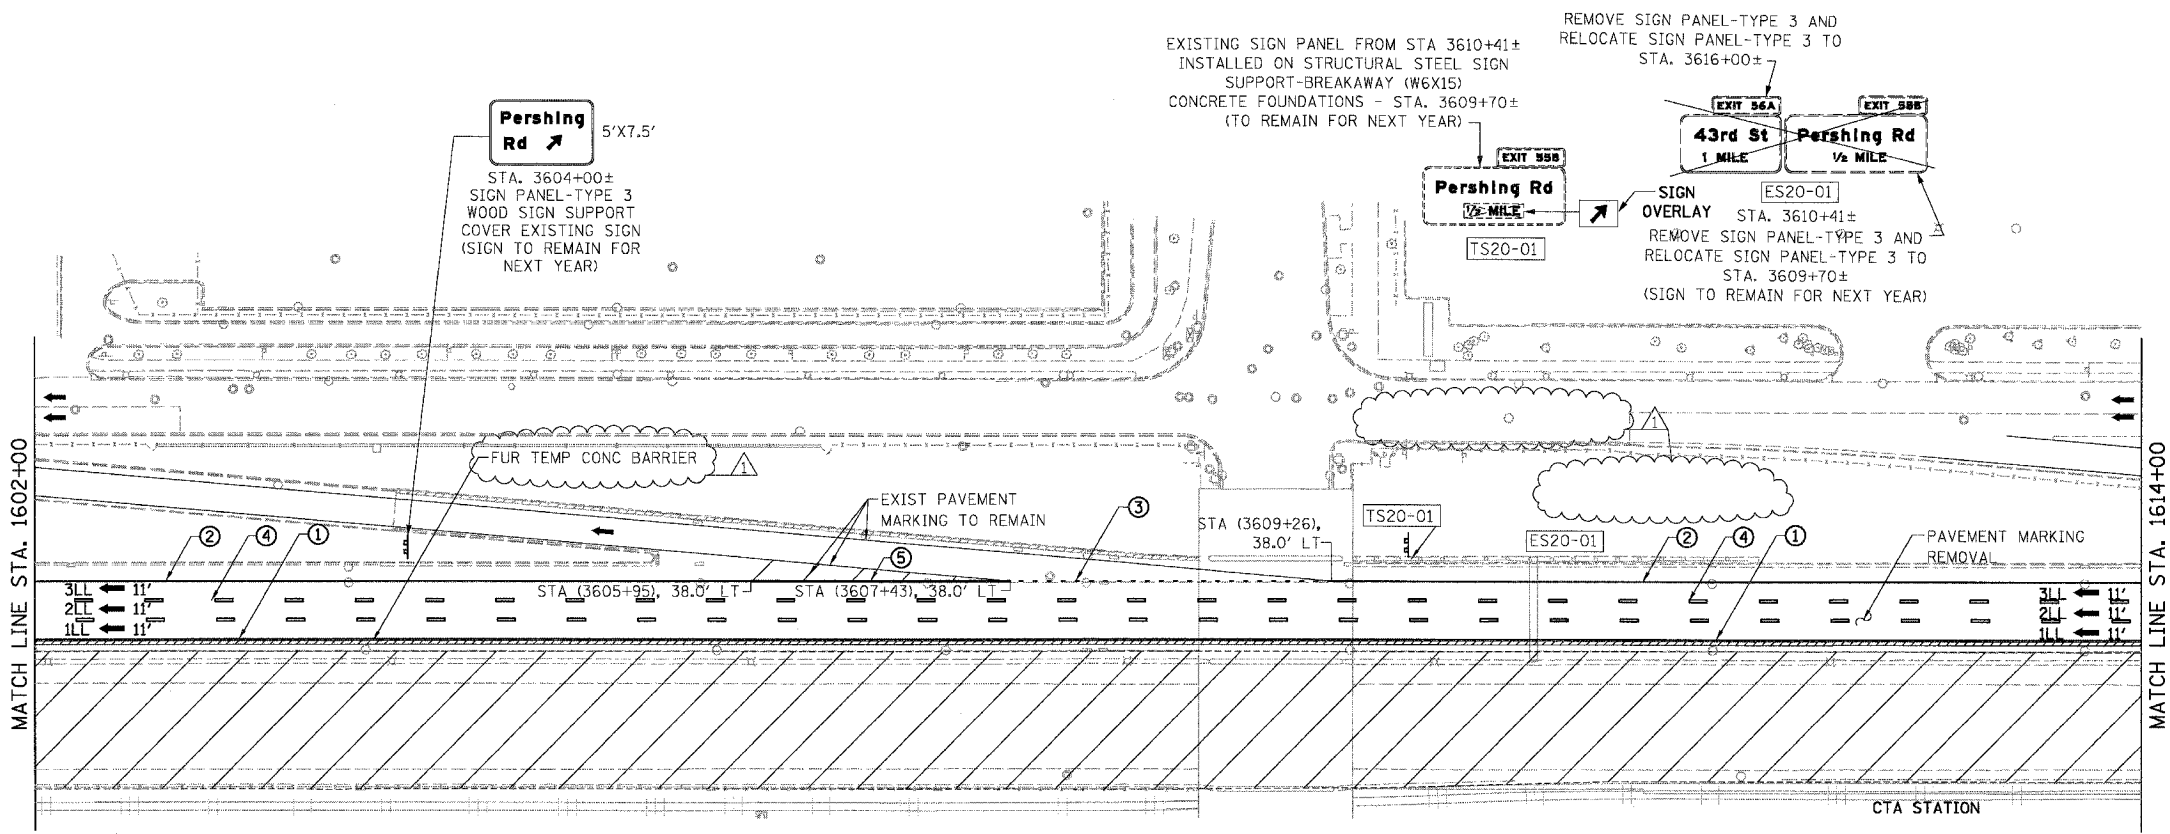 REMOVE SIGN PANEL-TYPE 3 AND
RELOCATE SIGN PANEL-TYPE 3 TO
STA. 3616+00±
EXISTING SIGN PANEL FROM STA 3610+41±
INSTALLED ON STRUCTURAL STEEL SIGN
SUPPORT-BREAKAWAY (W6X15)
CONCRETE FOUNDATIONS - STA. 3609+70±
(TO REMAIN FOR NEXT YEAR)
Pershing
Rd
5'X7.5'
STA. 3604+00±
SIGN PANEL-TYPE 3
WOOD SIGN SUPPORT
COVER EXISTING SIGN
(SIGN TO REMAIN FOR
NEXT YEAR)
EXIT 56A
43rd St
1 MILE
EXIT
Pershing Rd
½ MILE
ES20-01
STA. 3610+41±
REMOVE SIGN PANEL-TYPE 3 AND
RELOCATE SIGN PANEL-TYPE 3 TO
STA. 3609+70±
(SIGN TO REMAIN FOR NEXT YEAR)
EXIT 55B
Pershing Rd
½ MILE
SIGN
OVERLAY
TS20-01
FUR TEMP CONC BARRIER
1
1
EXIST PAVEMENT
MARKING TO REMAIN
3
STA (3609+26),
38.0' LT
TS20-01
ES20-01
2
4
1
PAVEMENT MARKING
REMOVAL
2
4
1
5
STA (3605+95), 38.0' LT
STA (3607+43), 38.0' LT
3LL 11'
2LL 11'
1LL 11'
3LL 11'
2LL 11'
1LL 11'
MATCH LINE STA. 1602+00
MATCH LINE STA. 1614+00
CTA STATION